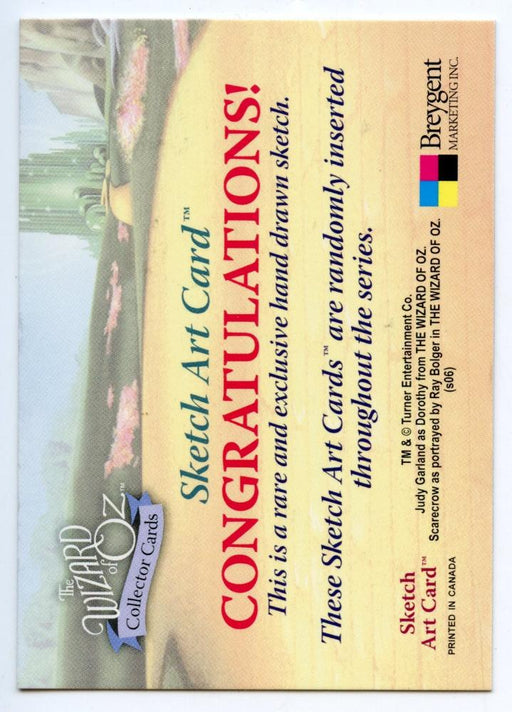 The
WIZARD
of OZ™
Collector Cards
Sketch Art Card™
CONGRATULATIONS!
This is a rare and exclusive hand drawn sketch.
These Sketch Art Cards™ are randomly inserted
throughout the series.
Sketch
Art Card™
PRINTED IN CANADA
TM & © Turner Entertainment Co.
Judy Garland as Dorothy from THE WIZARD OF OZ.
Scarecrow as portrayed by Ray Bolger in THE WIZARD OF OZ.
(s06)
Breygent
MARKETING INC.